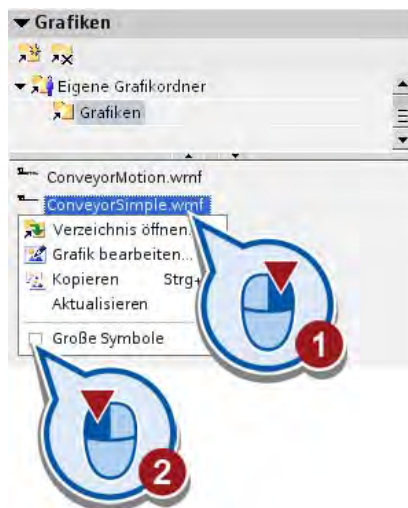 Grafiken
Eigene Grafikordner
Grafiken
ConveyorMotion.wmf
ConveyorSimple.wmf
Verzeichnis öffnen..
Grafik bearbeiten...
Kopieren Strg+
Aktualisieren
Große Symbole
1
2